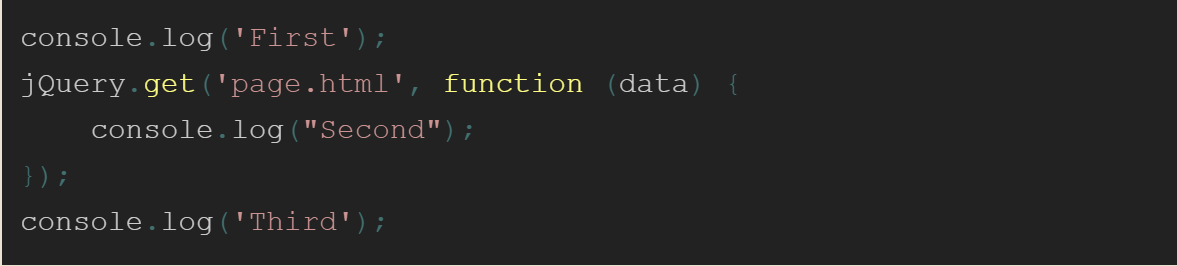 console.log('First');
jQuery.get('page.html', function (data) {
    console.log("Second");
});
console.log('Third');